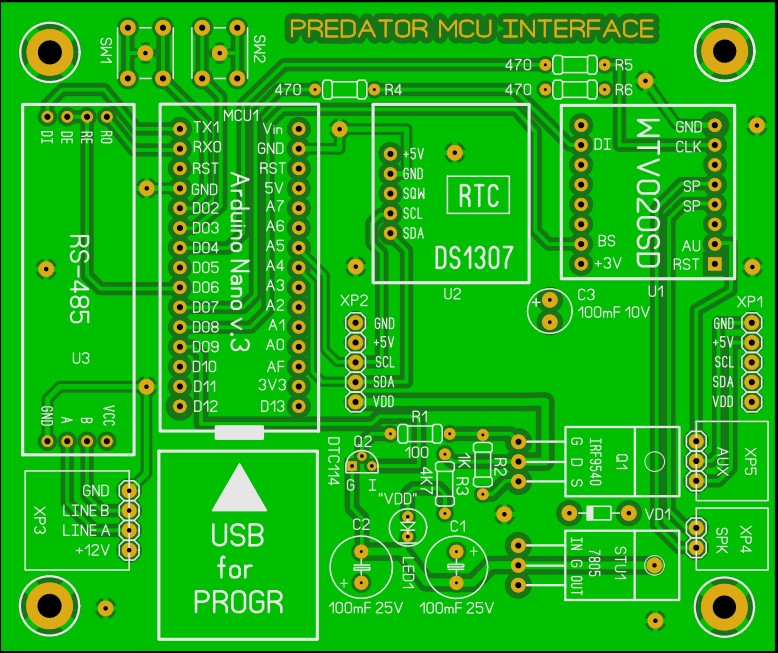 PREDATOR MCU INTERFACE
SW1
SW2
470 R5
470 R4
470 R6
DI DE RE RO
RS-485
U3
GND A B VCC
MCU1
Arduino Nano v.3
TX1 Vin
RX0 GND
RST RST
GND 5V
D02 A7
D03 A6
D04 A5
D05 A4
D06 A3
D07 A2
D08 A1
D09 A0
D10 AF
D11 3V3
D12 D13
+5V
GND
SQW
SCL
SDA
RTC
DS1307
U2
WTV020SD
GND
DI CLK
SP
SP
BS AU
+3V RST
U1
C3
+
100mF 10V
XP2
GND
+5V
SCL
SDA
VDD
XP1
GND
+5V
SCL
SDA
VDD
R1
100
Q2
DTC114
G I
1K R2
4K7 R3
G D S
IRF9540
Q1
AUX
XP5
"VDD"
LED1
VD1
C2
+
100mF 25V
C1
+
100mF 25V
IN G OUT
7805
STU1
SPK
XP4
XP3
GND
LINE B
LINE A
+12V
USB
for
PROGR